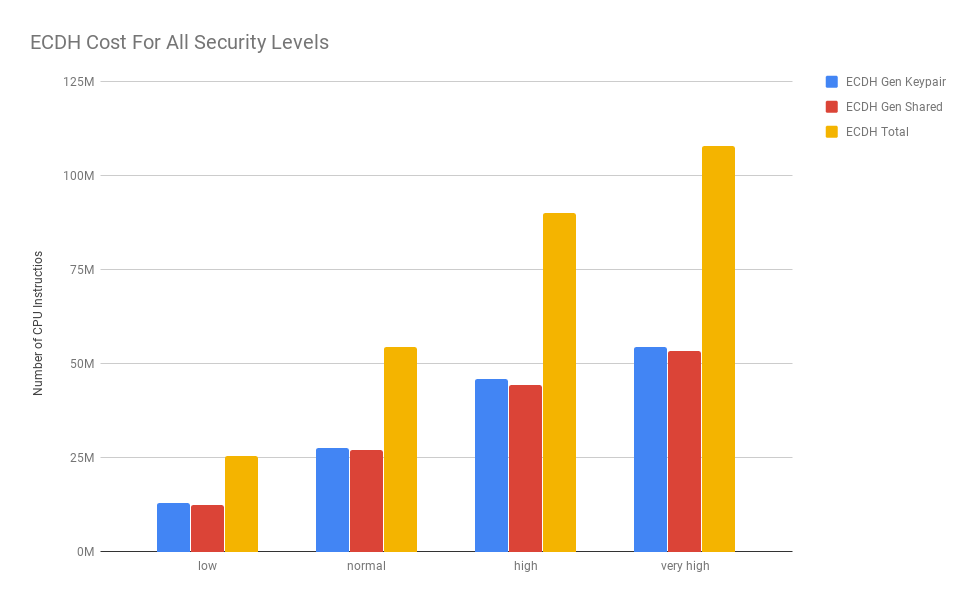 ECDH Cost For All Security Levels
125M
100M
75M
50M
25M
0M
Number of CPU Instructios
low
normal
high
very high
ECDH Gen Keypair
ECDH Gen Shared
ECDH Total